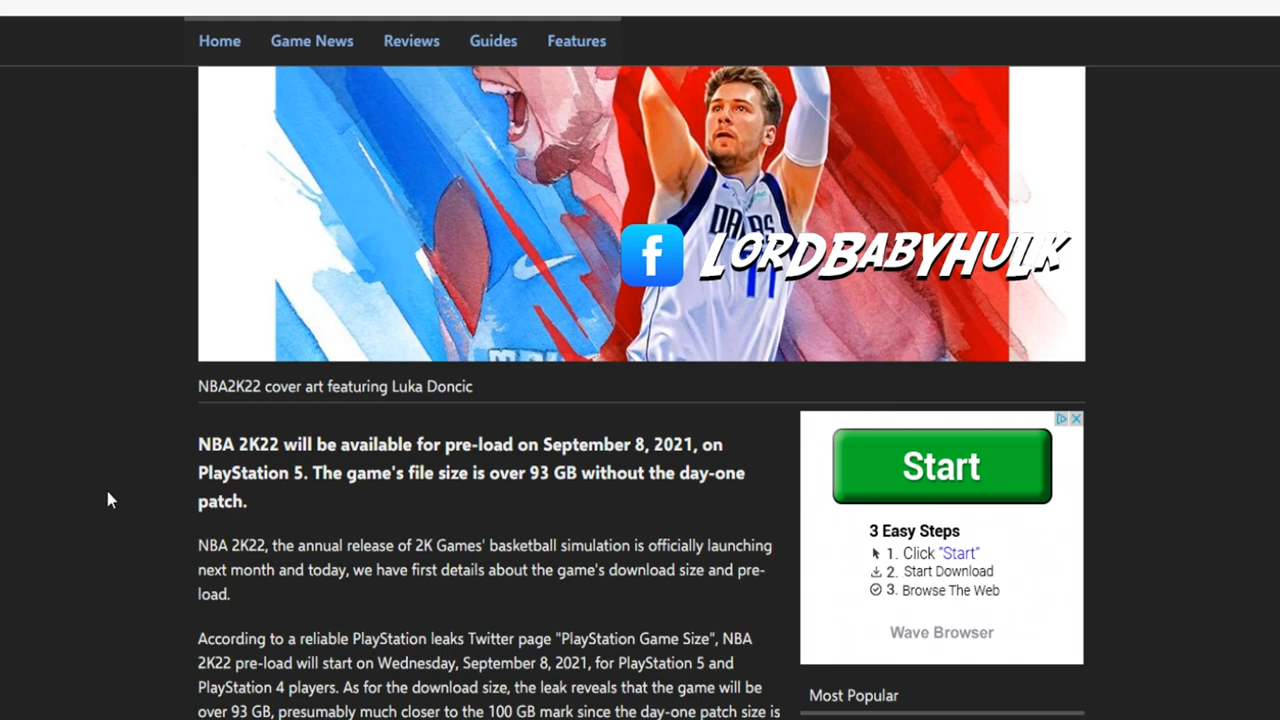 Home Game News Reviews Guides Features
DALLAS
11
f LORDBABYHULK
NBA2K22 cover art featuring Luka Doncic
NBA 2K22 will be available for pre-load on September 8, 2021, on
PlayStation 5. The game's file size is over 93 GB without the day-one
patch.
NBA 2K22, the annual release of 2K Games' basketball simulation is officially launching
next month and today, we have first details about the game's download size and pre-
load.
According to a reliable PlayStation leaks Twitter page "PlayStation Game Size", NBA
2K22 pre-load will start on Wednesday, September 8, 2021, for PlayStation 5 and
PlayStation 4 players. As for the download size, the leak reveals that the game will be
over 93 GB, presumably much closer to the 100 GB mark since the day-one patch size is
Start
3 Easy Steps
1. Click "Start"
2. Start Download
3. Browse The Web
Wave Browser
Most Popular